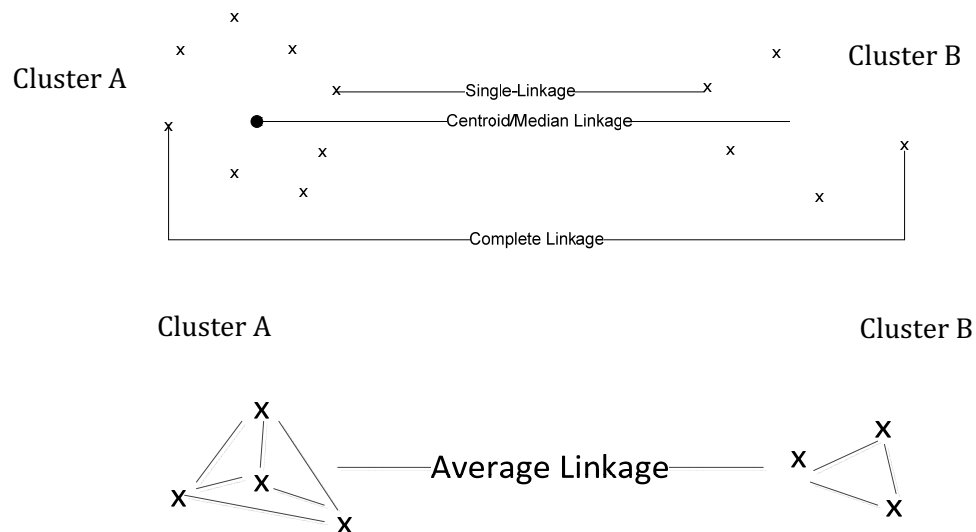 Cluster A
Cluster B
Single-Linkage
Centroid/Median Linkage
Complete Linkage
Cluster A
Cluster B
Average Linkage